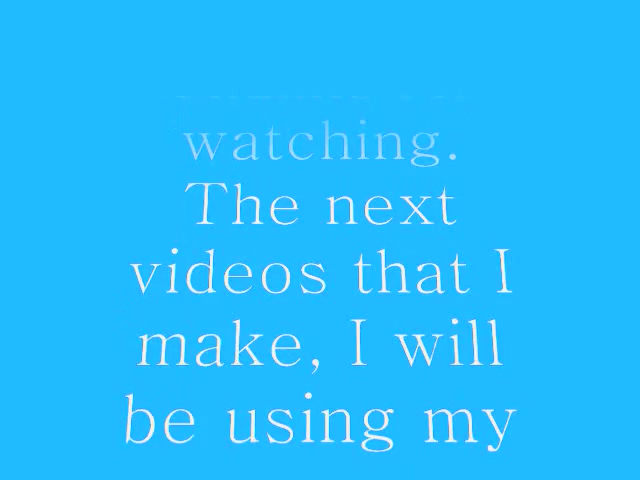 watching.
The next
videos that I
make, I will
be using my